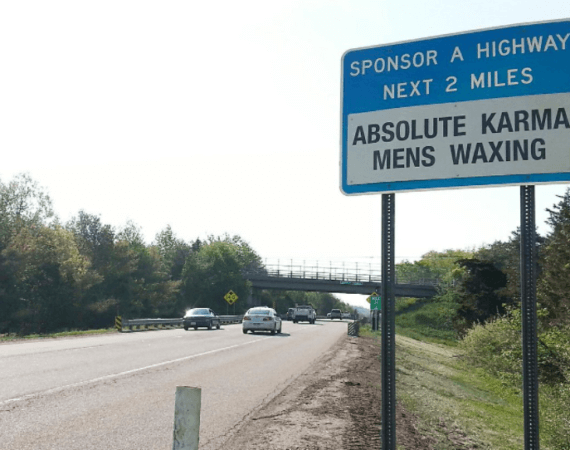 SPONSOR A HIGHWAY
NEXT 2 MILES
ABSOLUTE KARMA
MENS WAXING